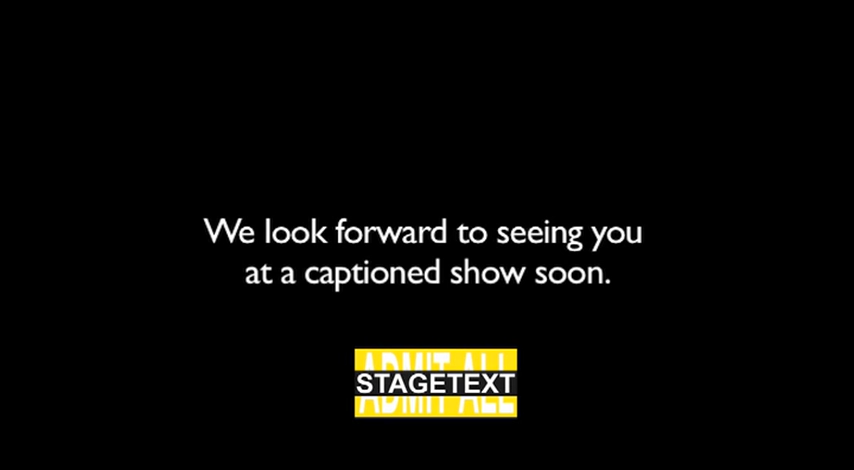 We look forward to seeing you
at a captioned show soon.
ADMIT ALL
STAGETEXT